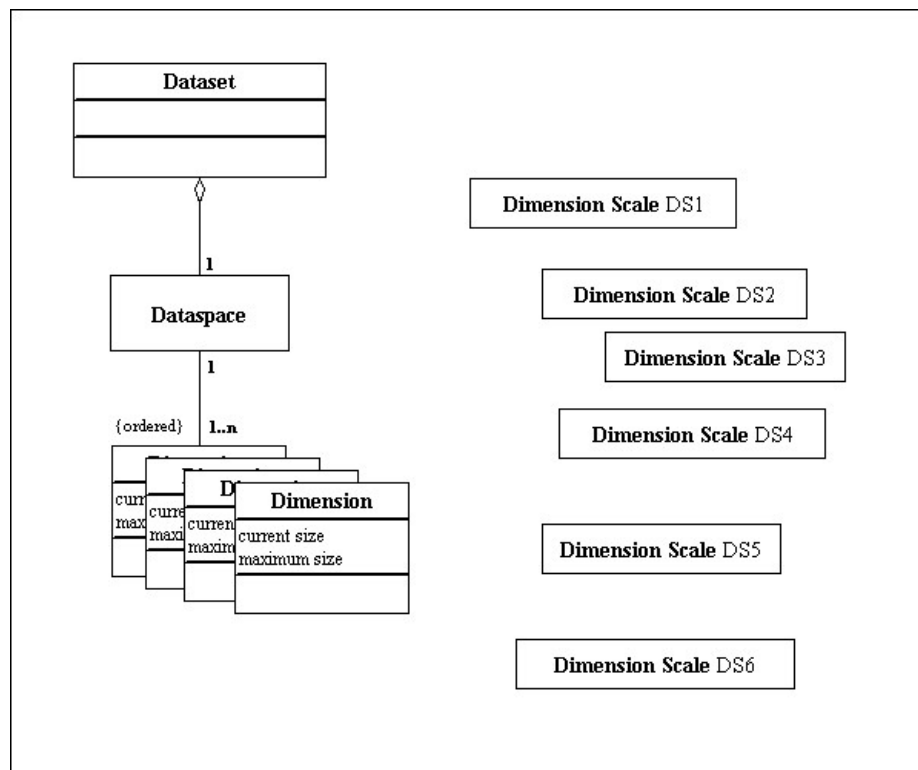 Dataset
Dimension Scale DS1
1
Dimension Scale DS2
Dataspace
Dimension Scale DS3
1
{ordered} 1..n
Dimension Scale DS4
Dimension
current size
maximum size
Dimension Scale DS5
Dimension Scale DS6